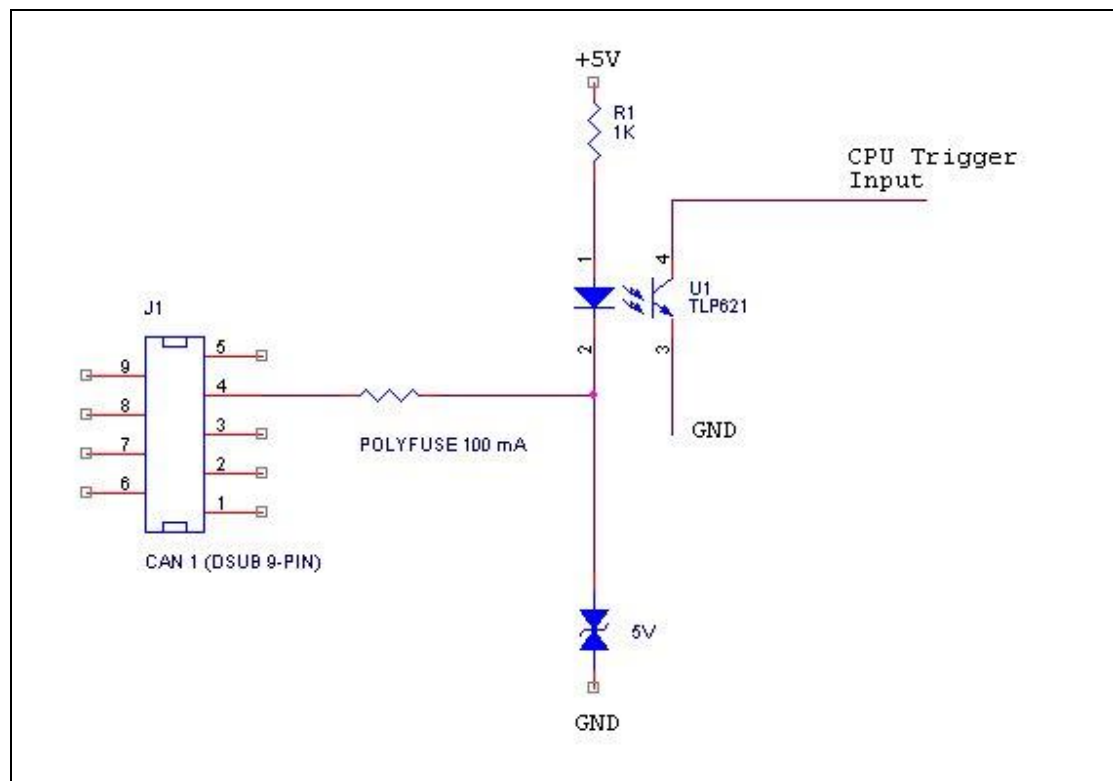 +5V
R1
1K
CPU Trigger
Input
1
4
U1
TLP621
2
3
GND
J1
5
9
4
8
3
7
2
6
1
POLYFUSE 100 mA
CAN 1 (DSUB 9-PIN)
5V
GND